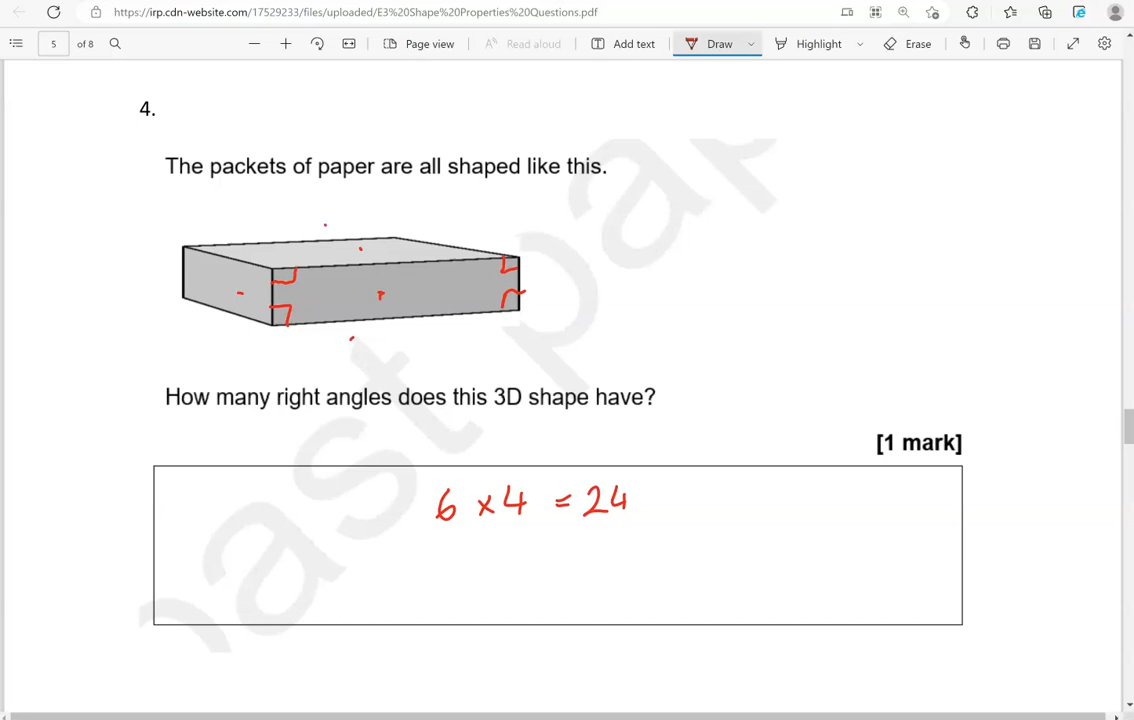 https://irp.cdn-website.com/17529233/files/uploaded/E3%20Shape%20Properties%20Questions.pdf
5 of 8 Page view Read aloud Add text Draw Highlight Erase
4.
The packets of paper are all shaped like this.
How many right angles does this 3D shape have?
[1 mark]
6 × 4 = 24
past pap